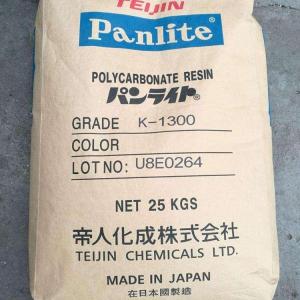 TEIJIN
Panlite®
POLYCARBONATE RESIN
パンライト®
GRADE K-1300
COLOR
LOT NO: U8E0264
NET 25 KGS
帝人化成株式会社
TEIJIN CHEMICALS LTD.
MADE IN JAPAN
在日本國製造